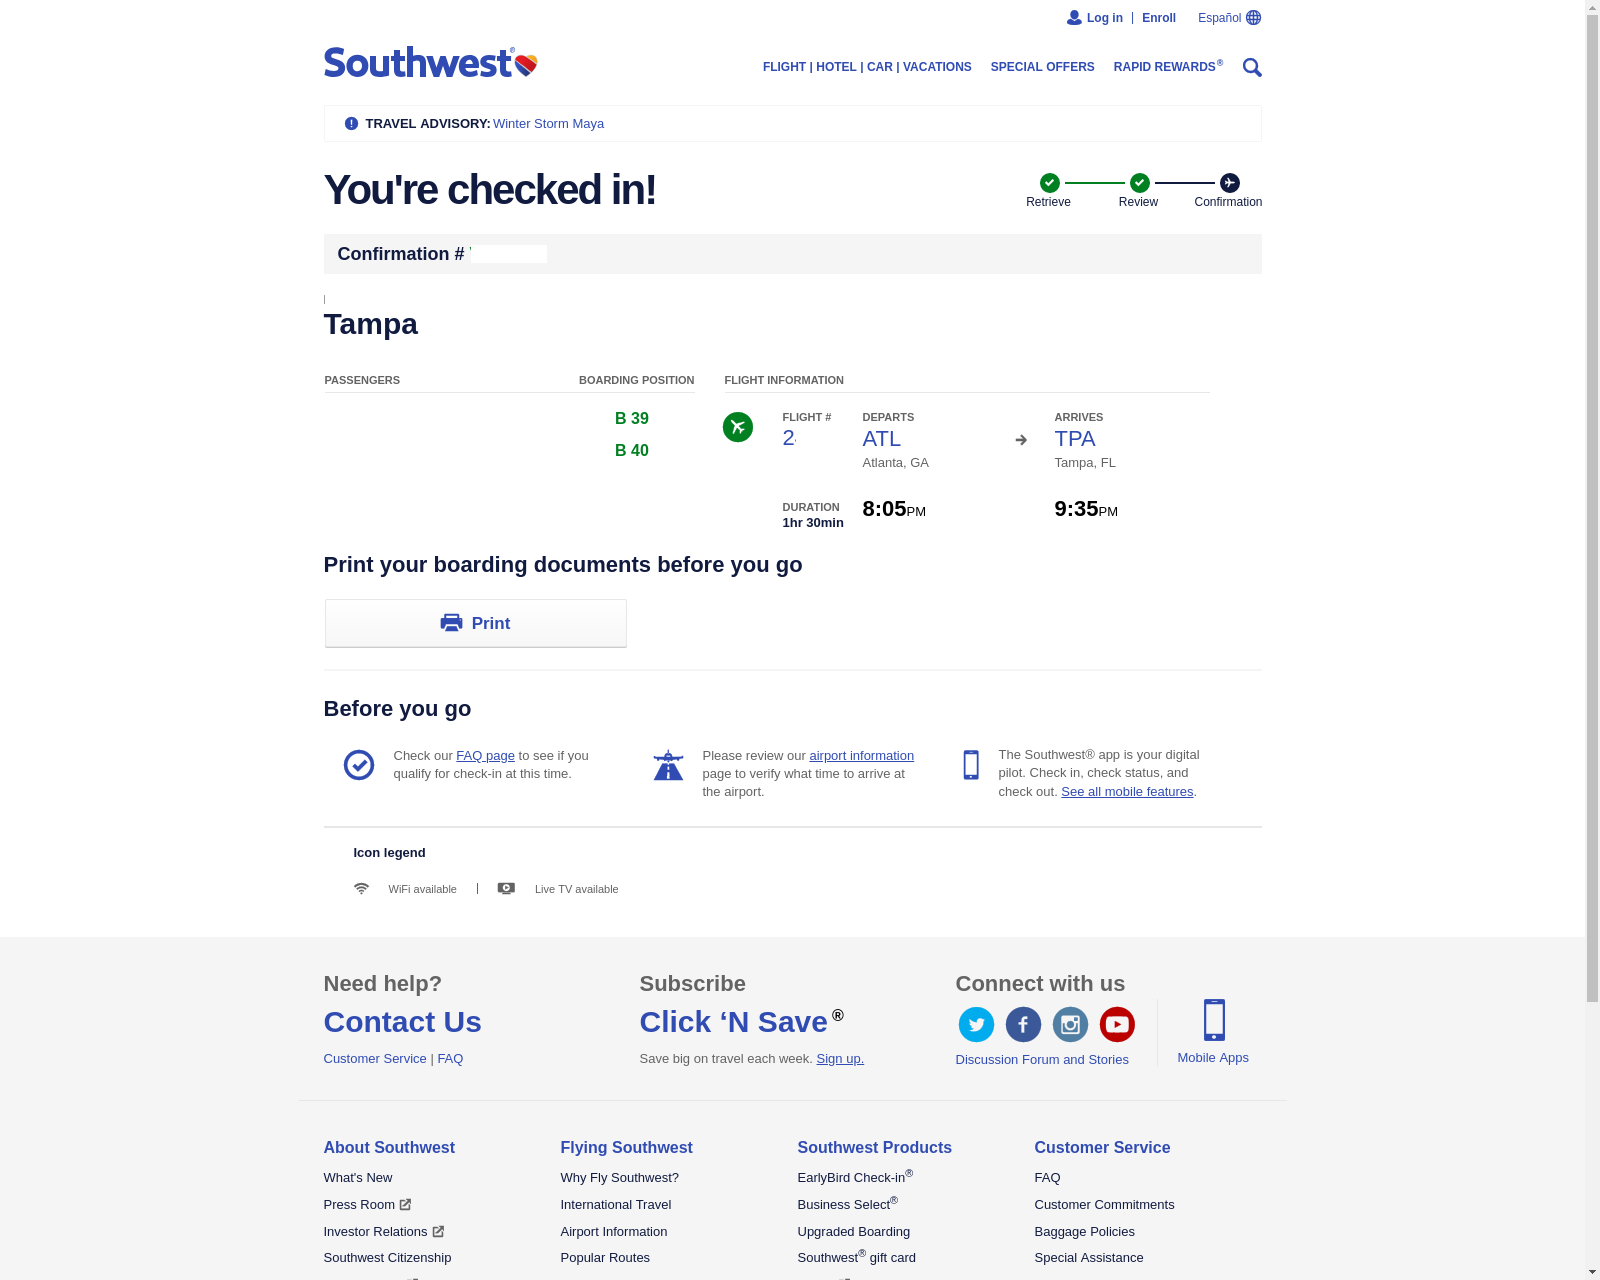 Log in | Enroll Español
Southwest®
FLIGHT | HOTEL | CAR | VACATIONS SPECIAL OFFERS RAPID REWARDS®
TRAVEL ADVISORY: Winter Storm Maya
You're checked in!
Retrieve Review Confirmation
Confirmation #
Tampa
PASSENGERS BOARDING POSITION FLIGHT INFORMATION
B 39
B 40
FLIGHT # DEPARTS ARRIVES
2 ATL TPA
Atlanta, GA Tampa, FL
DURATION 8:05PM 9:35PM
1hr 30min
Print your boarding documents before you go
Print
Before you go
Check our FAQ page to see if you
qualify for check-in at this time.
Please review our airport information
page to verify what time to arrive at
the airport.
The Southwest® app is your digital
pilot. Check in, check status, and
check out. See all mobile features.
Icon legend
WiFi available | Live TV available
Need help?
Contact Us
Customer Service | FAQ
Subscribe
Click ‘N Save®
Save big on travel each week. Sign up.
Connect with us
Discussion Forum and Stories
Mobile Apps
About Southwest
What's New
Press Room
Investor Relations
Southwest Citizenship
Flying Southwest
Why Fly Southwest?
International Travel
Airport Information
Popular Routes
Southwest Products
EarlyBird Check-in®
Business Select®
Upgraded Boarding
Southwest® gift card
Customer Service
FAQ
Customer Commitments
Baggage Policies
Special Assistance